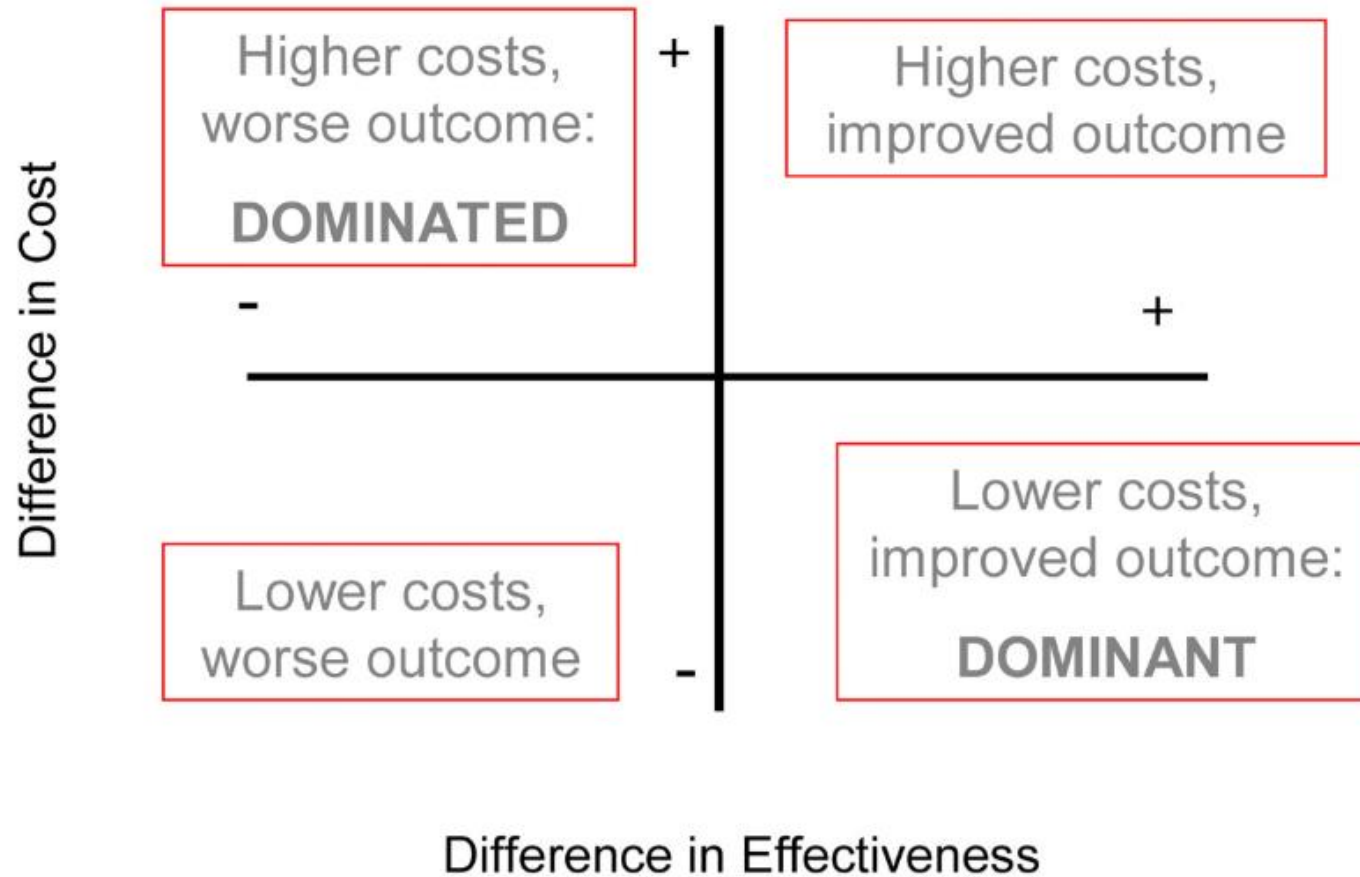 Higher costs,
worse outcome:
DOMINATED
+
Higher costs,
improved outcome
Difference in Cost
-
+
Lower costs,
worse outcome
-
Lower costs,
improved outcome:
DOMINANT
Difference in Effectiveness